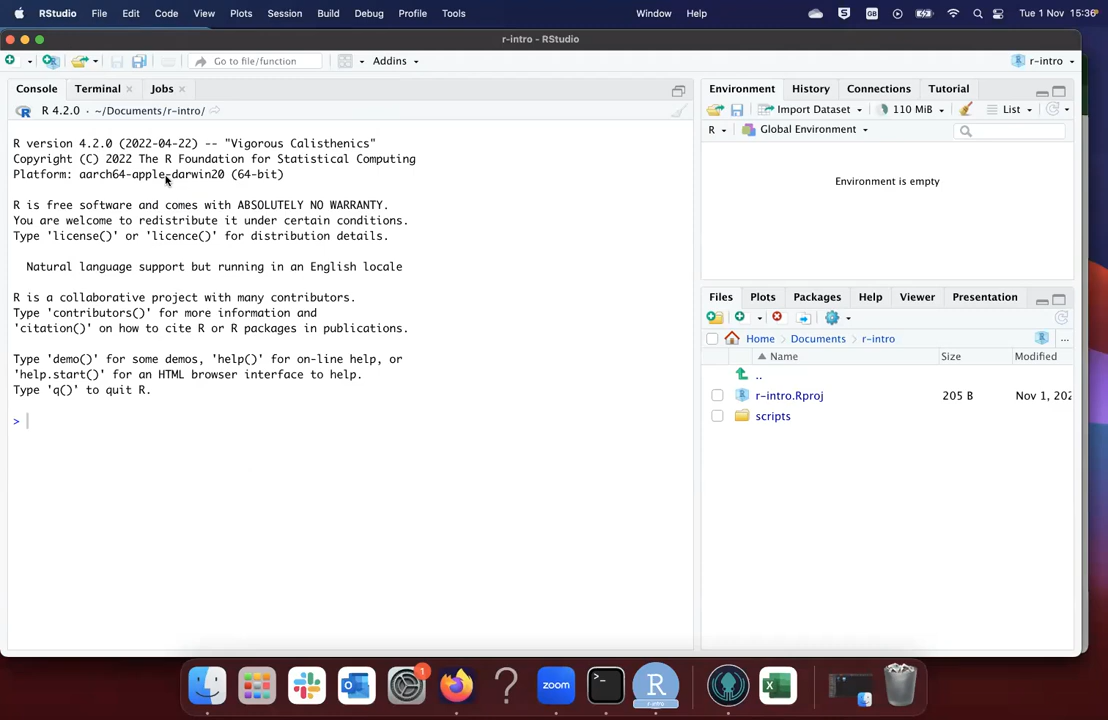 RStudio File Edit Code View Plots Session Build Debug Profile Tools Window Help Tue 1 Nov 15:36
r-intro - RStudio
Go to file/function Addins r-intro
Console Terminal Jobs
R 4.2.0 · ~/Documents/r-intro/
R version 4.2.0 (2022-04-22) -- "Vigorous Calisthenics"
Copyright (C) 2022 The R Foundation for Statistical Computing
Platform: aarch64-apple-darwin20 (64-bit)
R is free software and comes with ABSOLUTELY NO WARRANTY.
You are welcome to redistribute it under certain conditions.
Type 'license()' or 'licence()' for distribution details.
Natural language support but running in an English locale
R is a collaborative project with many contributors.
Type 'contributors()' for more information and
'citation()' on how to cite R or R packages in publications.
Type 'demo()' for some demos, 'help()' for on-line help, or
'help.start()' for an HTML browser interface to help.
Type 'q()' to quit R.
>
Environment History Connections Tutorial
Import Dataset 110 MiB List
R Global Environment
Environment is empty
Files Plots Packages Help Viewer Presentation
Home Documents r-intro ...
Name Size Modified
..
r-intro.Rproj 205 B Nov 1, 202
scripts
1
zoom
R
r-intro